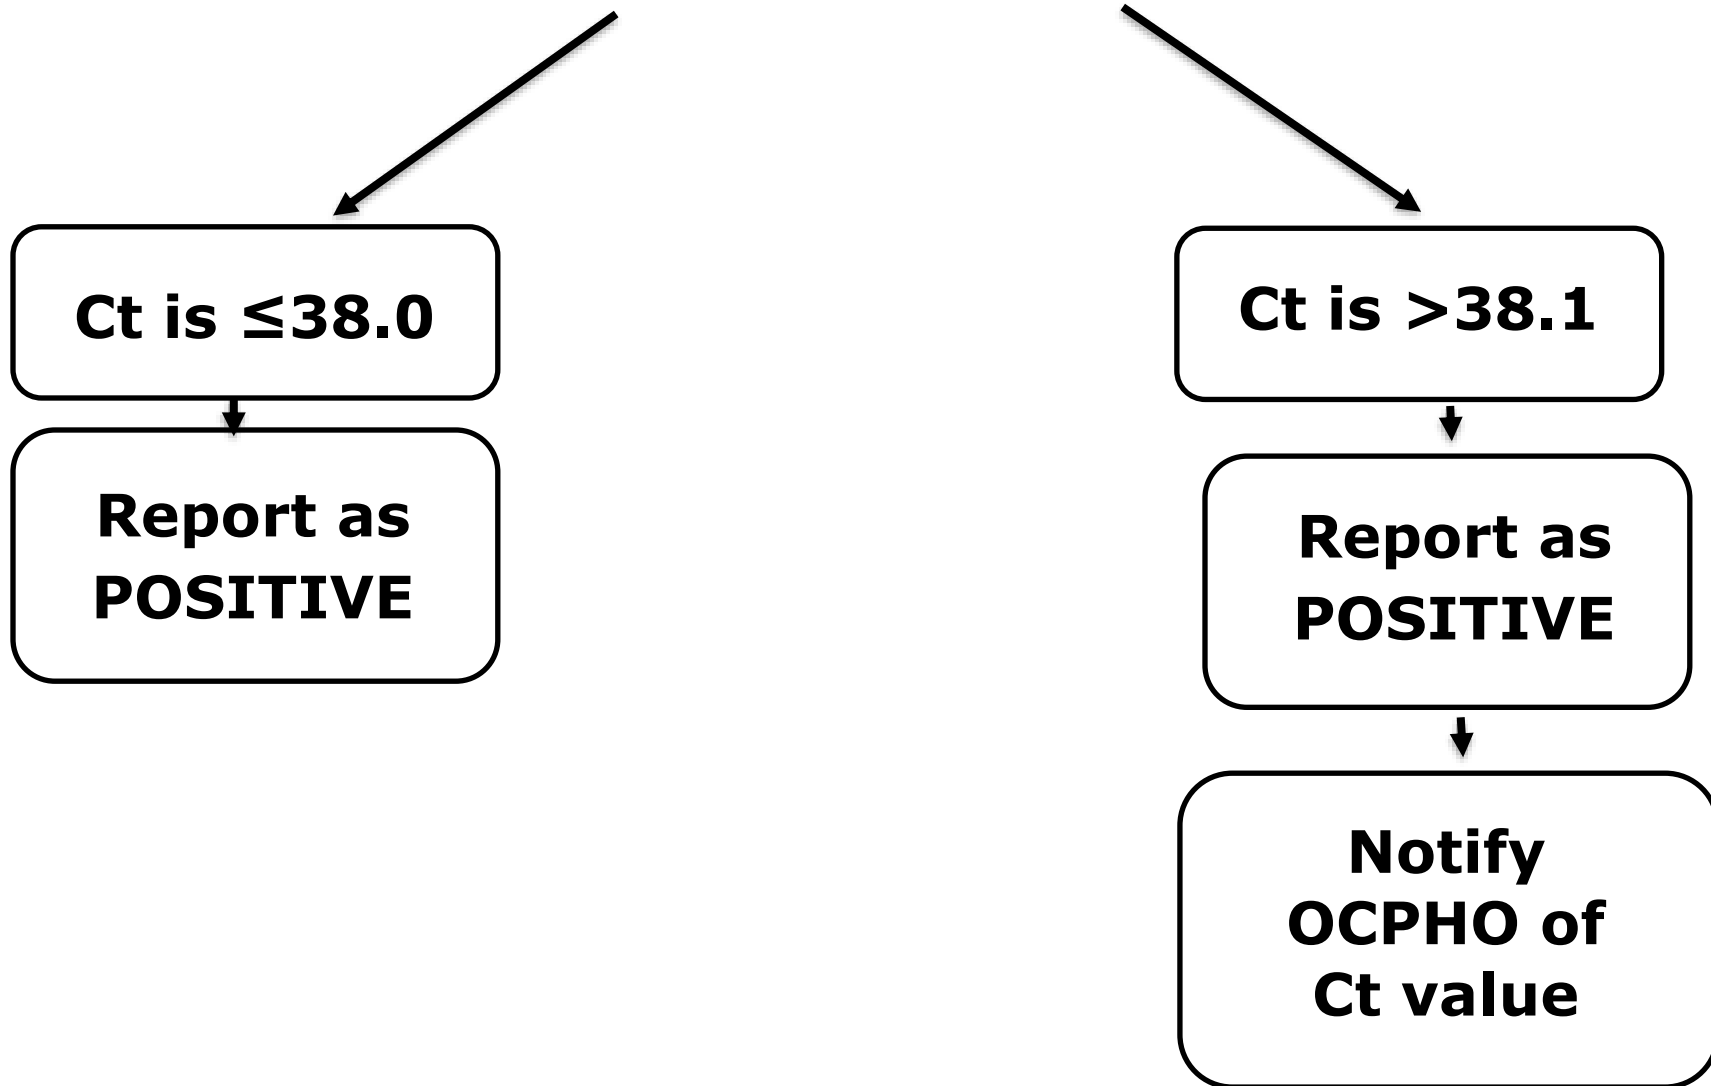 Ct is ≤38.0
Report as
POSITIVE
Ct is >38.1
Report as
POSITIVE
Notify
OCPHO of
Ct value